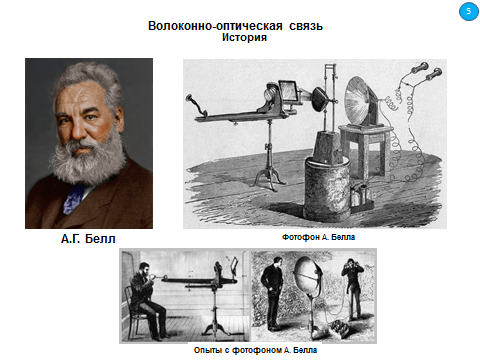 5
Волоконно-оптическая связь
История
А.Г. Белл
Фотофон А. Белла
Опыты с фотофоном А. Белла